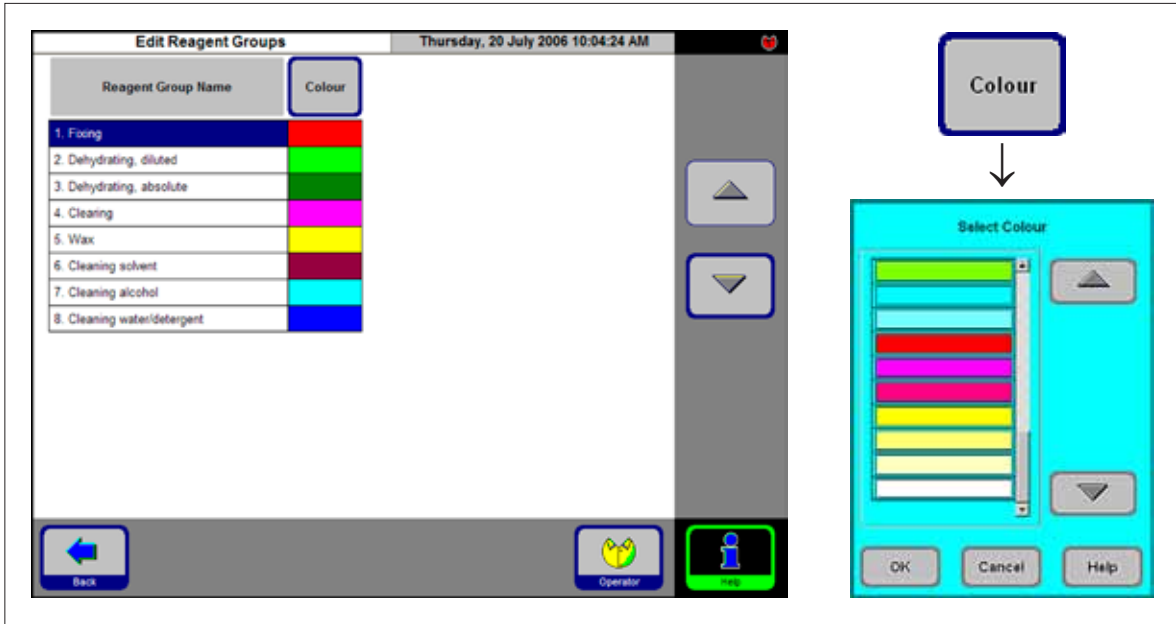 Edit Reagent Groups
Thursday, 20 July 2006 10:04:24 AM
Reagent Group Name
Colour
1. Fixing
2. Dehydrating, diluted
3. Dehydrating, absolute
4. Clearing
5. Wax
6. Cleaning solvent
7. Cleaning alcohol
8. Cleaning water/detergent
Back
Operator
Help
Colour
Select Colour
OK
Cancel
Help